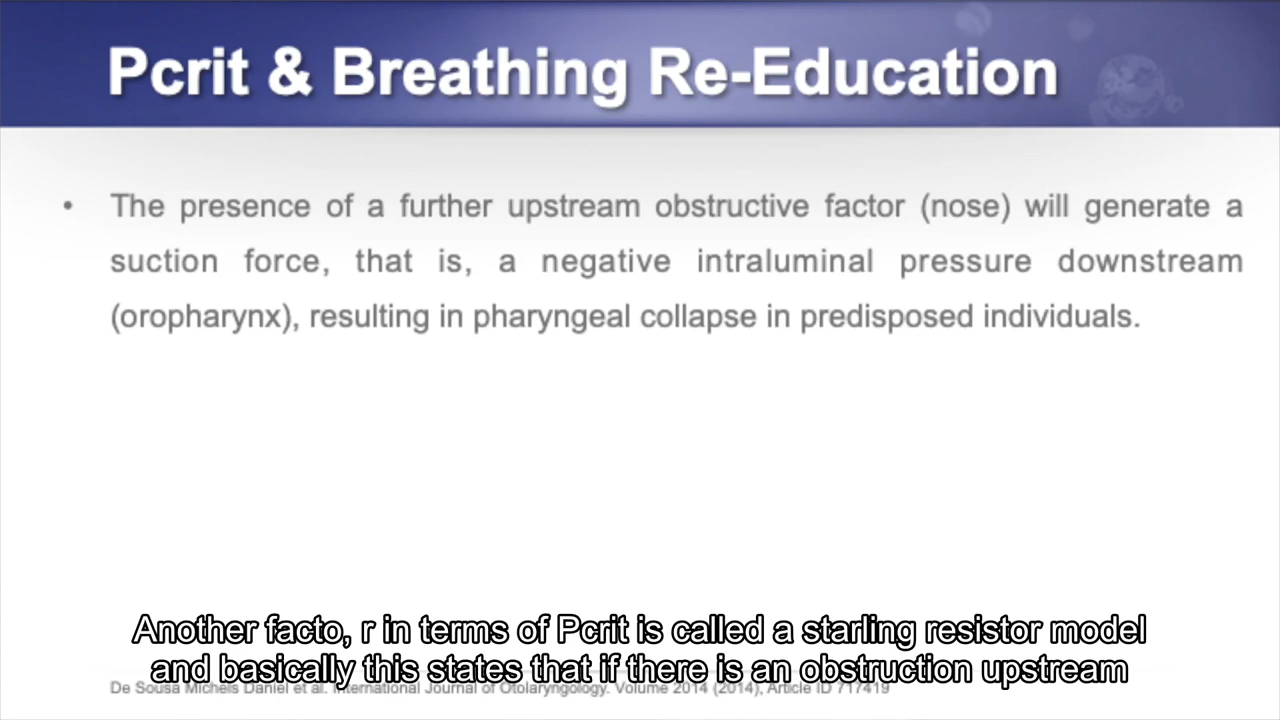 Pcrit & Breathing Re-Education
• The presence of a further upstream obstructive factor (nose) will generate a
suction force, that is, a negative intraluminal pressure downstream
(oropharynx), resulting in pharyngeal collapse in predisposed individuals.
Another facto, r in terms of Pcrit is called a starling resistor model
and basically this states that if there is an obstruction upstream
De Sousa Michels Daniel et al. International Journal of Otolaryngology. Volume 2014 (2014), Article ID 717419